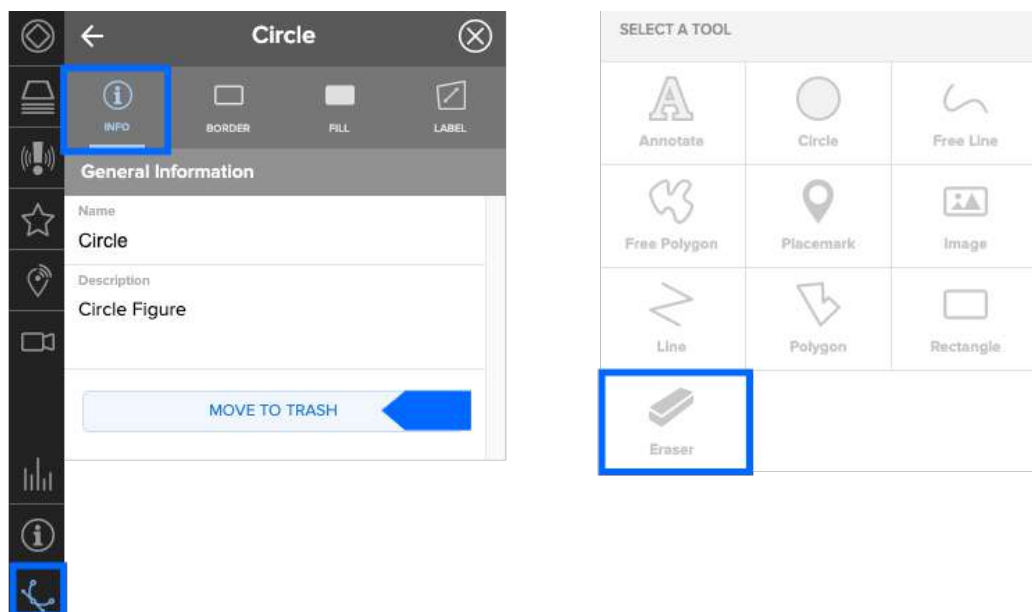 Circle
INFO
BORDER
FILL
LABEL
General Information
Name
Circle
Description
Circle Figure
MOVE TO TRASH
SELECT A TOOL
Annotate
Circle
Free Line
Free Polygon
Placemark
Image
Line
Polygon
Rectangle
Eraser